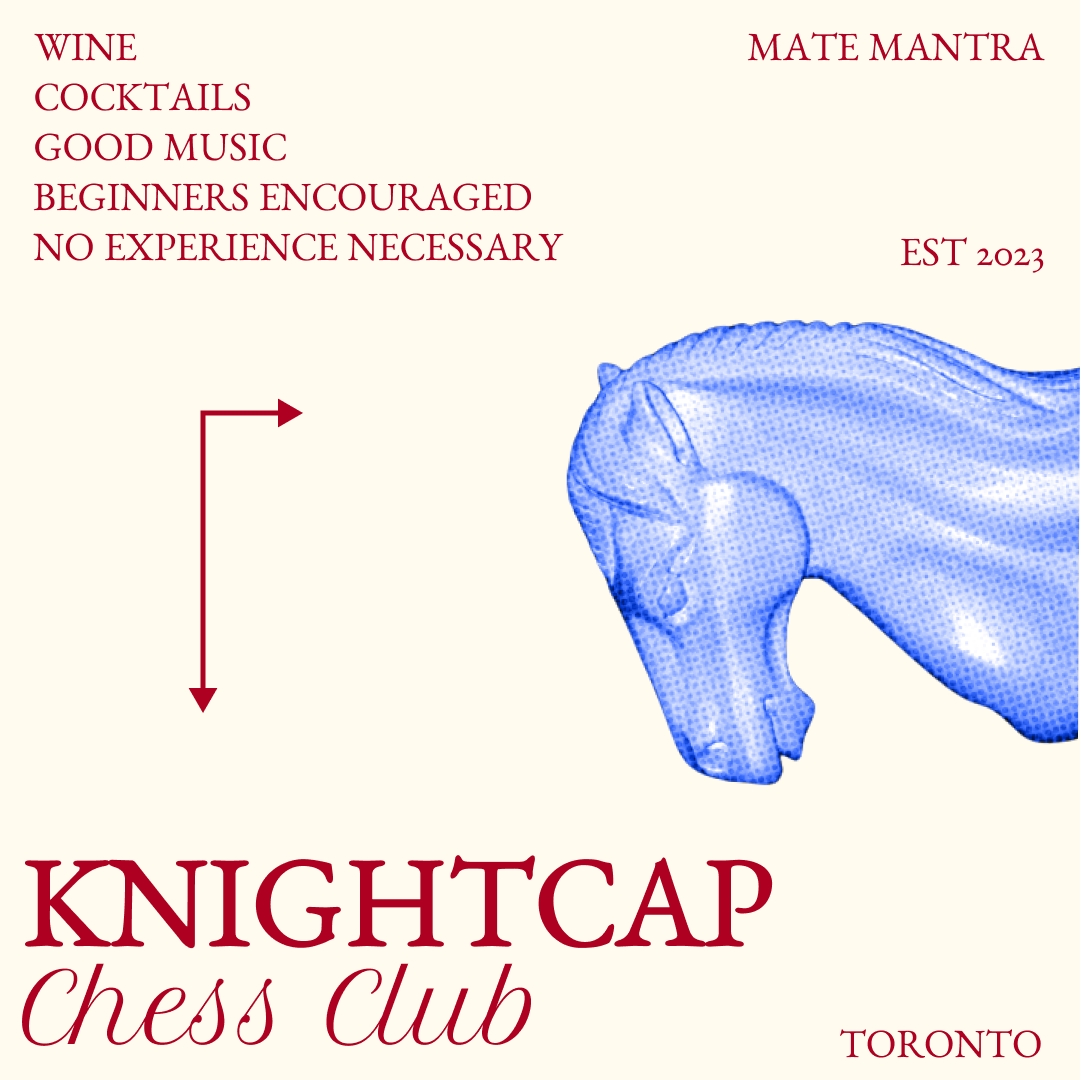 WINE
COCKTAILS
GOOD MUSIC
BEGINNERS ENCOURAGED
NO EXPERIENCE NECESSARY
MATE MANTRA
EST 2023
KNIGHTCAP
Chess Club
TORONTO